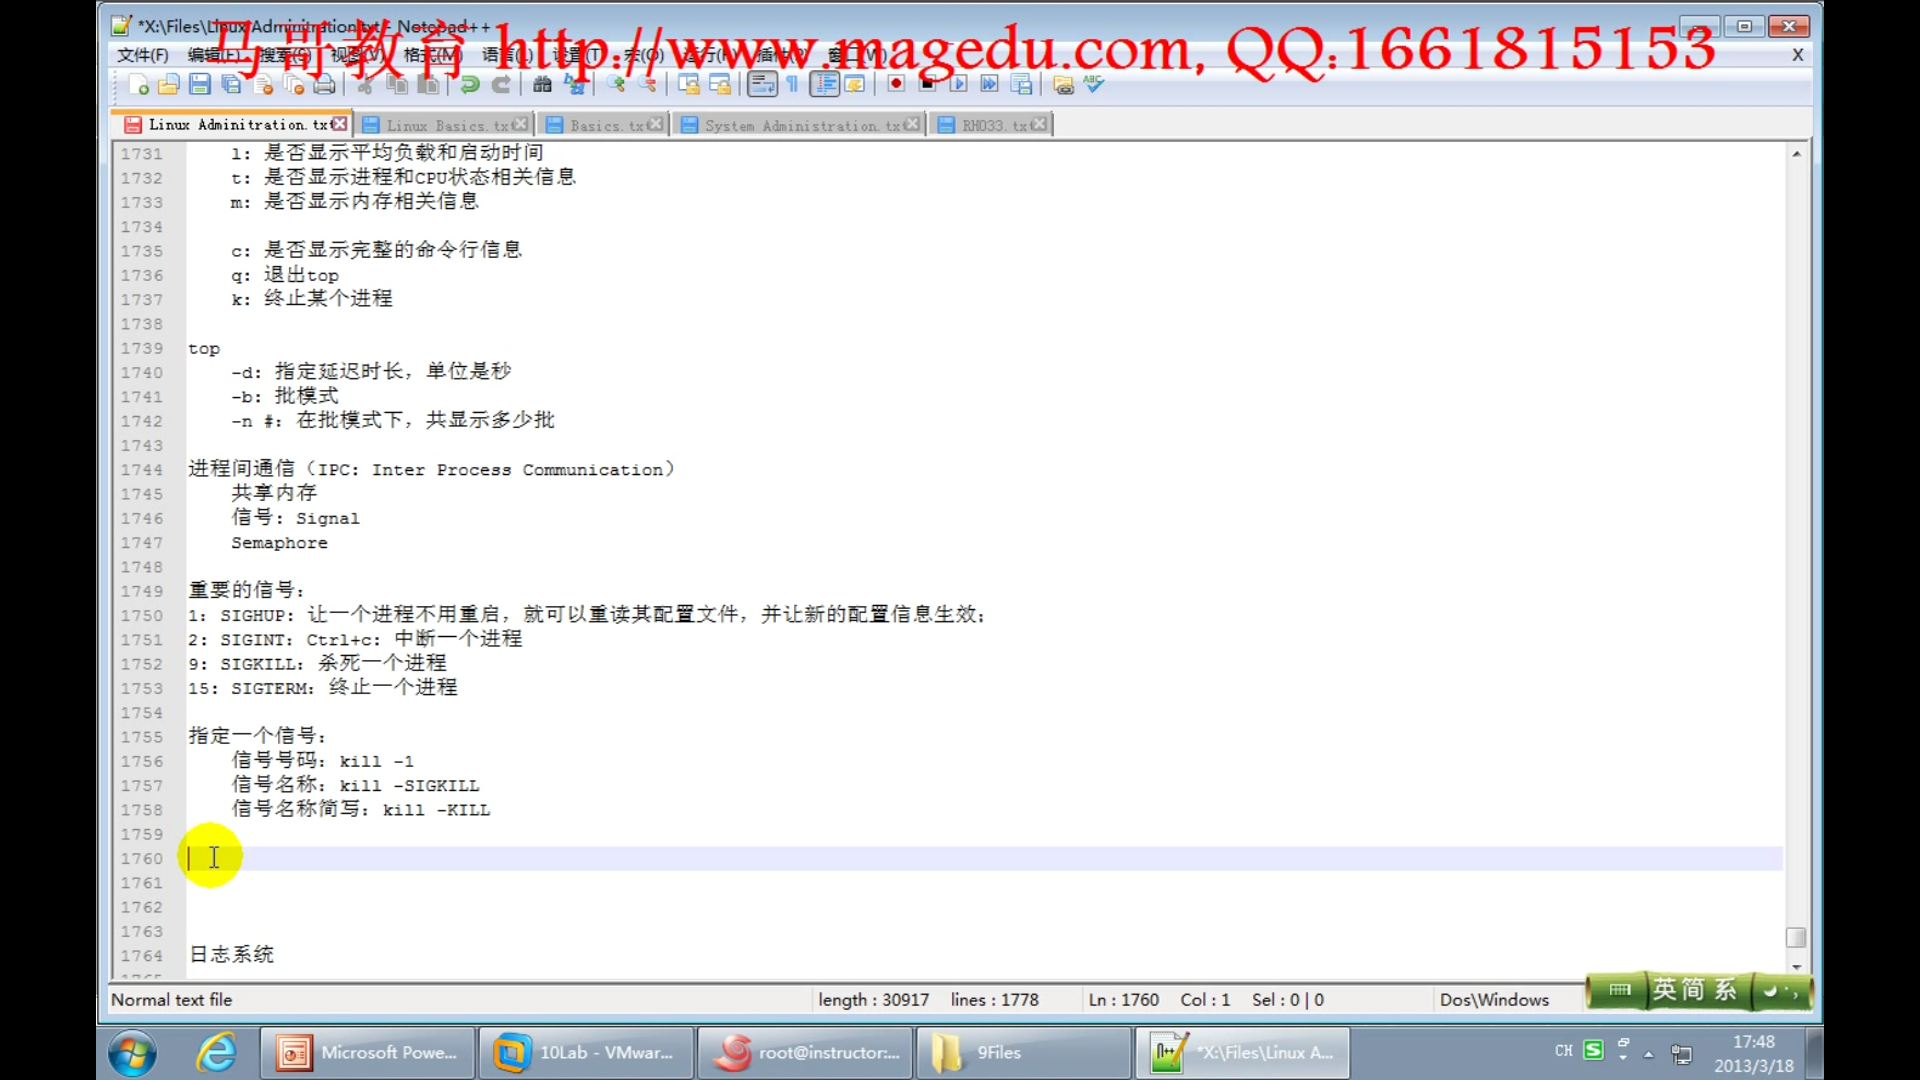 *X:\Files\Linux Adminitration.txt - Notepad++
马哥教育 http://www.magedu.com, QQ:1661815153
文件(F) 编辑(E) 搜索(S) 视图(V) 格式(M) 语言(L) 设置(T) 宏(O) 运行(R) 插件(P) 窗口(W) X
Linux Adminitration.txt Linux Basics.txt Basics.txt System Administration.txt RH033.txt
1731 l: 是否显示平均负载和启动时间
1732 t: 是否显示进程和CPU状态相关信息
1733 m: 是否显示内存相关信息
1734
1735 c: 是否显示完整的命令行信息
1736 q: 退出top
1737 k: 终止某个进程
1738
1739 top
1740 -d: 指定延迟时长，单位是秒
1741 -b: 批模式
1742 -n #: 在批模式下，共显示多少批
1743
1744 进程间通信（IPC: Inter Process Communication）
1745 共享内存
1746 信号: Signal
1747 Semaphore
1748
1749 重要的信号:
1750 1: SIGHUP: 让一个进程不用重启，就可以重读其配置文件，并让新的配置信息生效;
1751 2: SIGINT: Ctrl+c: 中断一个进程
1752 9: SIGKILL: 杀死一个进程
1753 15: SIGTERM: 终止一个进程
1754
1755 指定一个信号:
1756 信号号码: kill -1
1757 信号名称: kill -SIGKILL
1758 信号名称简写: kill -KILL
1759
1760
1761
1762
1763
1764 日志系统
Normal text file length : 30917 lines : 1778 Ln : 1760 Col : 1 Sel : 0 | 0 Dos\Windows
英简系
Microsoft Powe... 10Lab - VMwar... root@instructor:... 9Files *X:\Files\Linux A... CH 17:48
2013/3/18